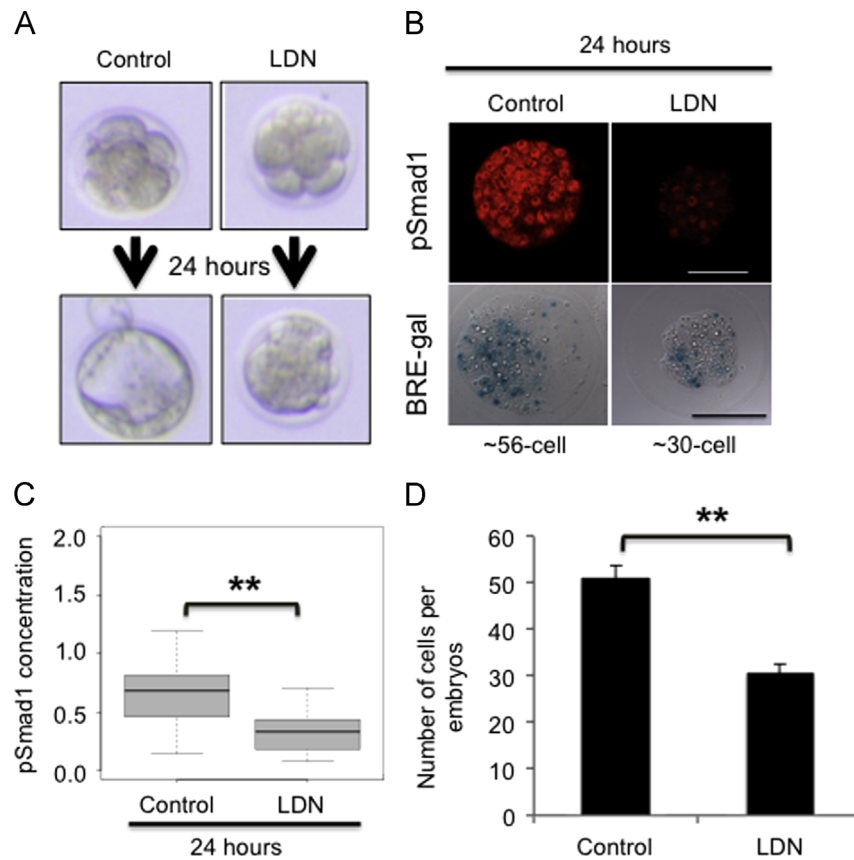 A
Control LDN
24 hours
B
24 hours
Control LDN
pSmad1
BRE-gal
~56-cell ~30-cell
C
pSmad1 concentration
2.0
1.5
1.0
0.5
0.0
**
Control LDN
24 hours
D
Number of cells per
embryos
60
50
40
30
20
10
0
**
Control LDN